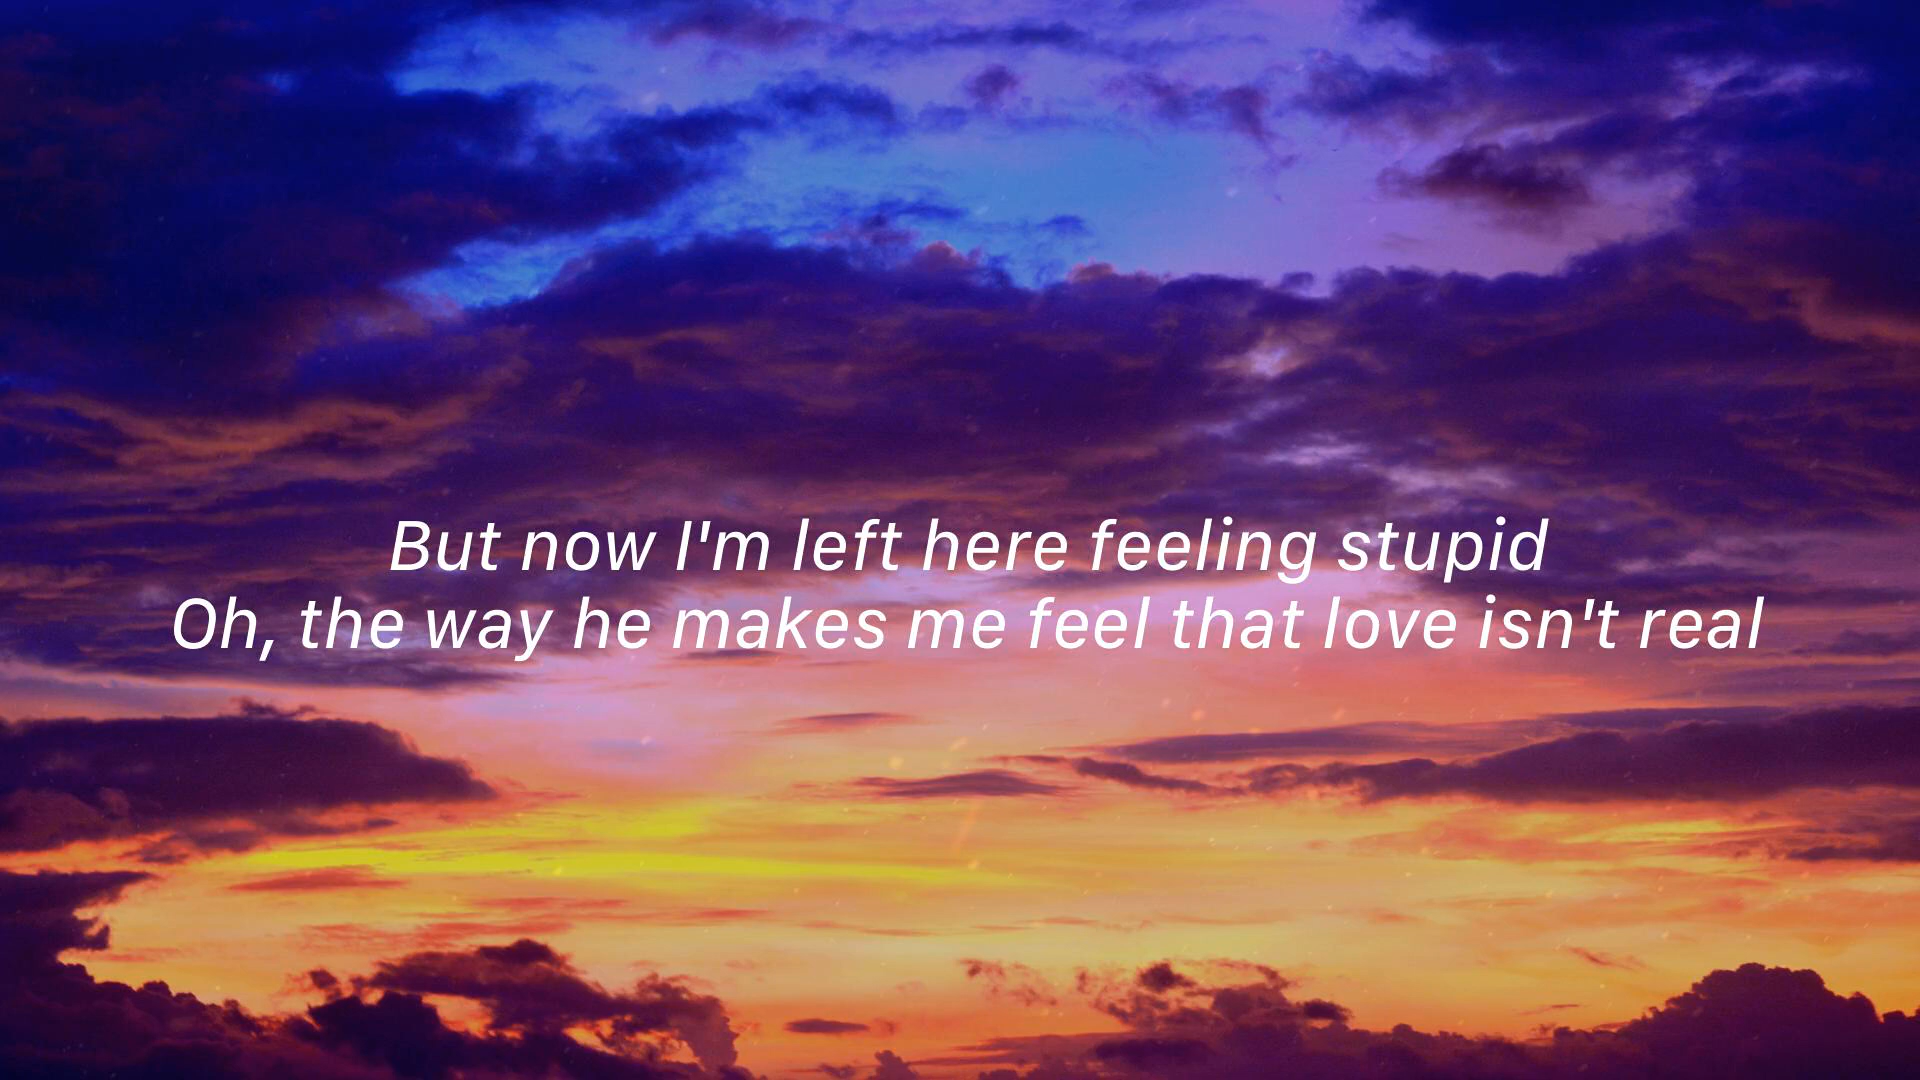 But now I'm left here feeling stupid
Oh, the way he makes me feel that love isn't real